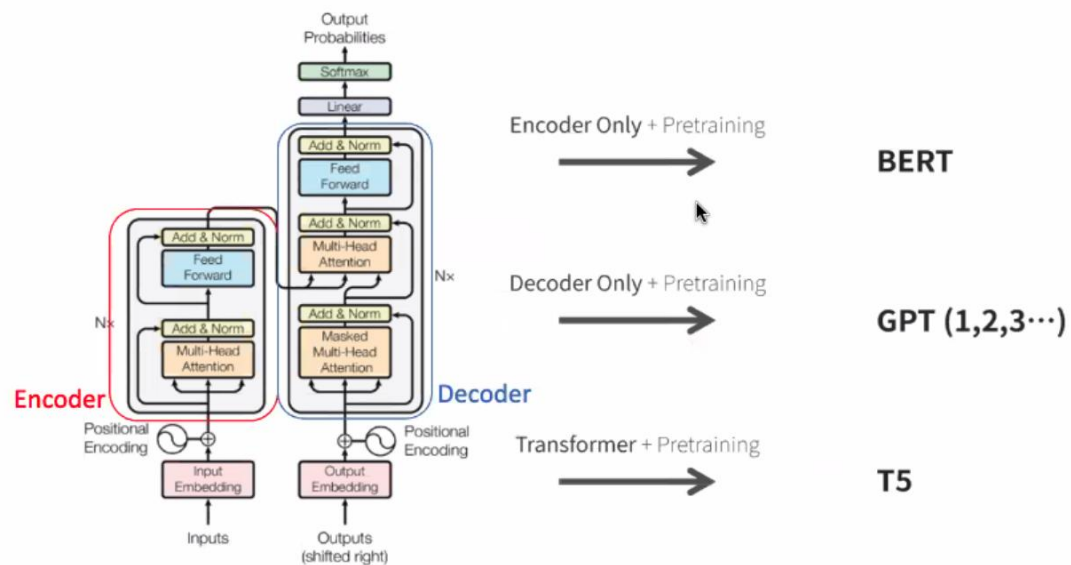 Output
Probabilities
Softmax
Linear
Add & Norm
Feed
Forward
Add & Norm
Multi-Head
Attention
Add & Norm
Masked
Multi-Head
Attention
Nx
Decoder
Positional
Encoding
Output
Embedding
Outputs
(shifted right)
Add & Norm
Feed
Forward
Add & Norm
Multi-Head
Attention
Nx
Encoder
Positional
Encoding
Input
Embedding
Inputs
Encoder Only + Pretraining
BERT
Decoder Only + Pretraining
GPT (1,2,3⋯)
Transformer + Pretraining
T5